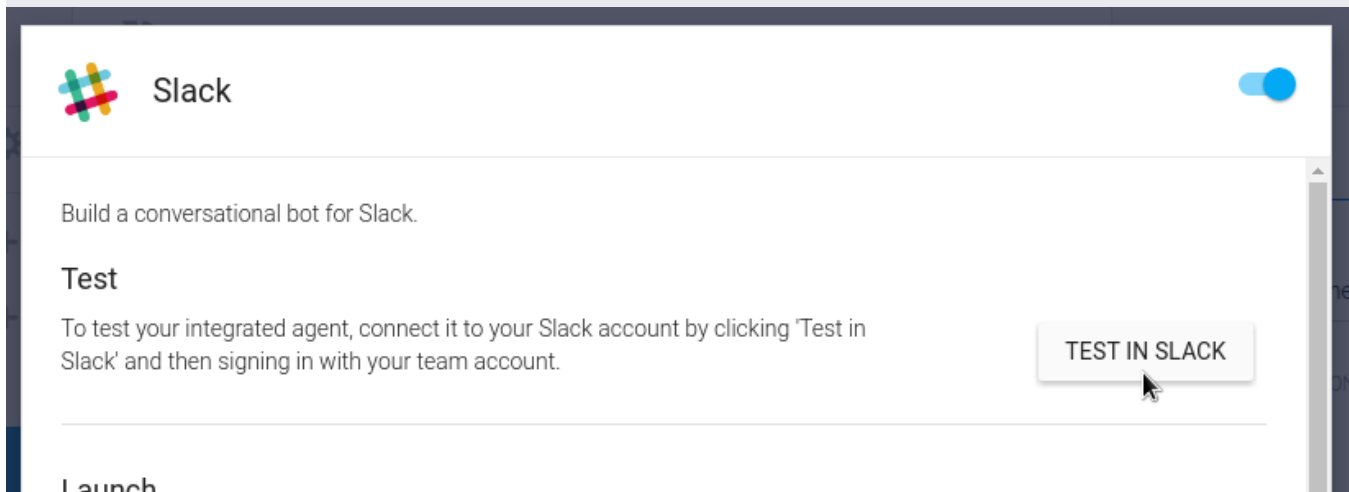 Slack
Build a conversational bot for Slack.
Test
To test your integrated agent, connect it to your Slack account by clicking 'Test in
Slack' and then signing in with your team account.
TEST IN SLACK
Launch